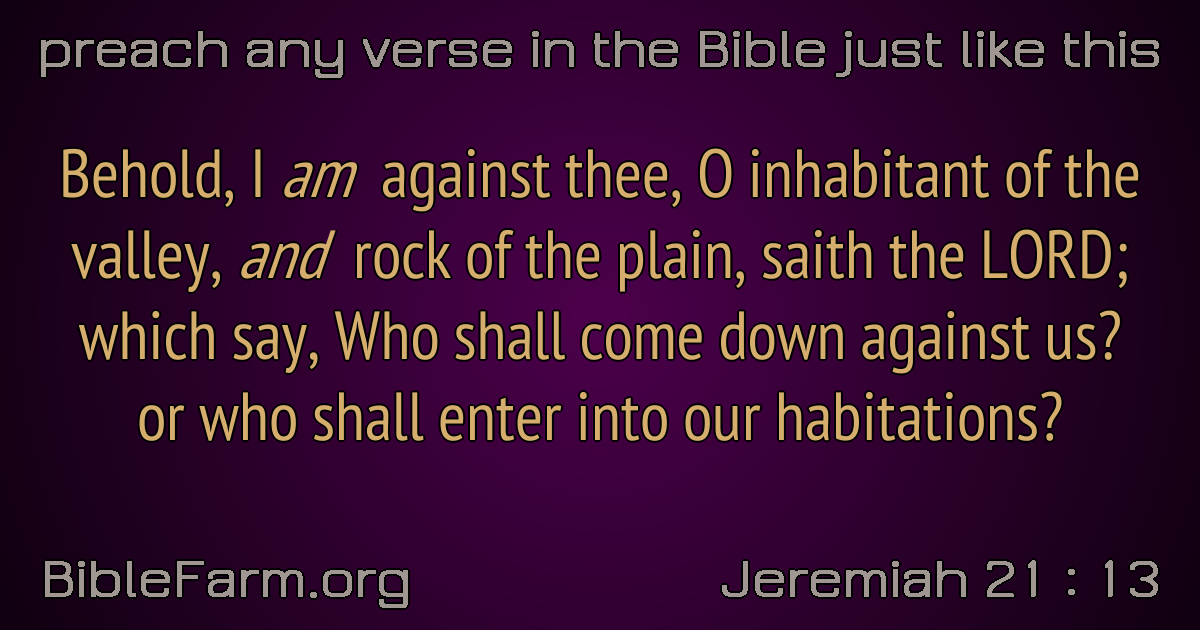 preach any verse in the Bible just like this
Behold, I am against thee, O inhabitant of the
valley, and rock of the plain, saith the LORD;
which say, Who shall come down against us?
or who shall enter into our habitations?
BibleFarm.org
Jeremiah 21 : 13